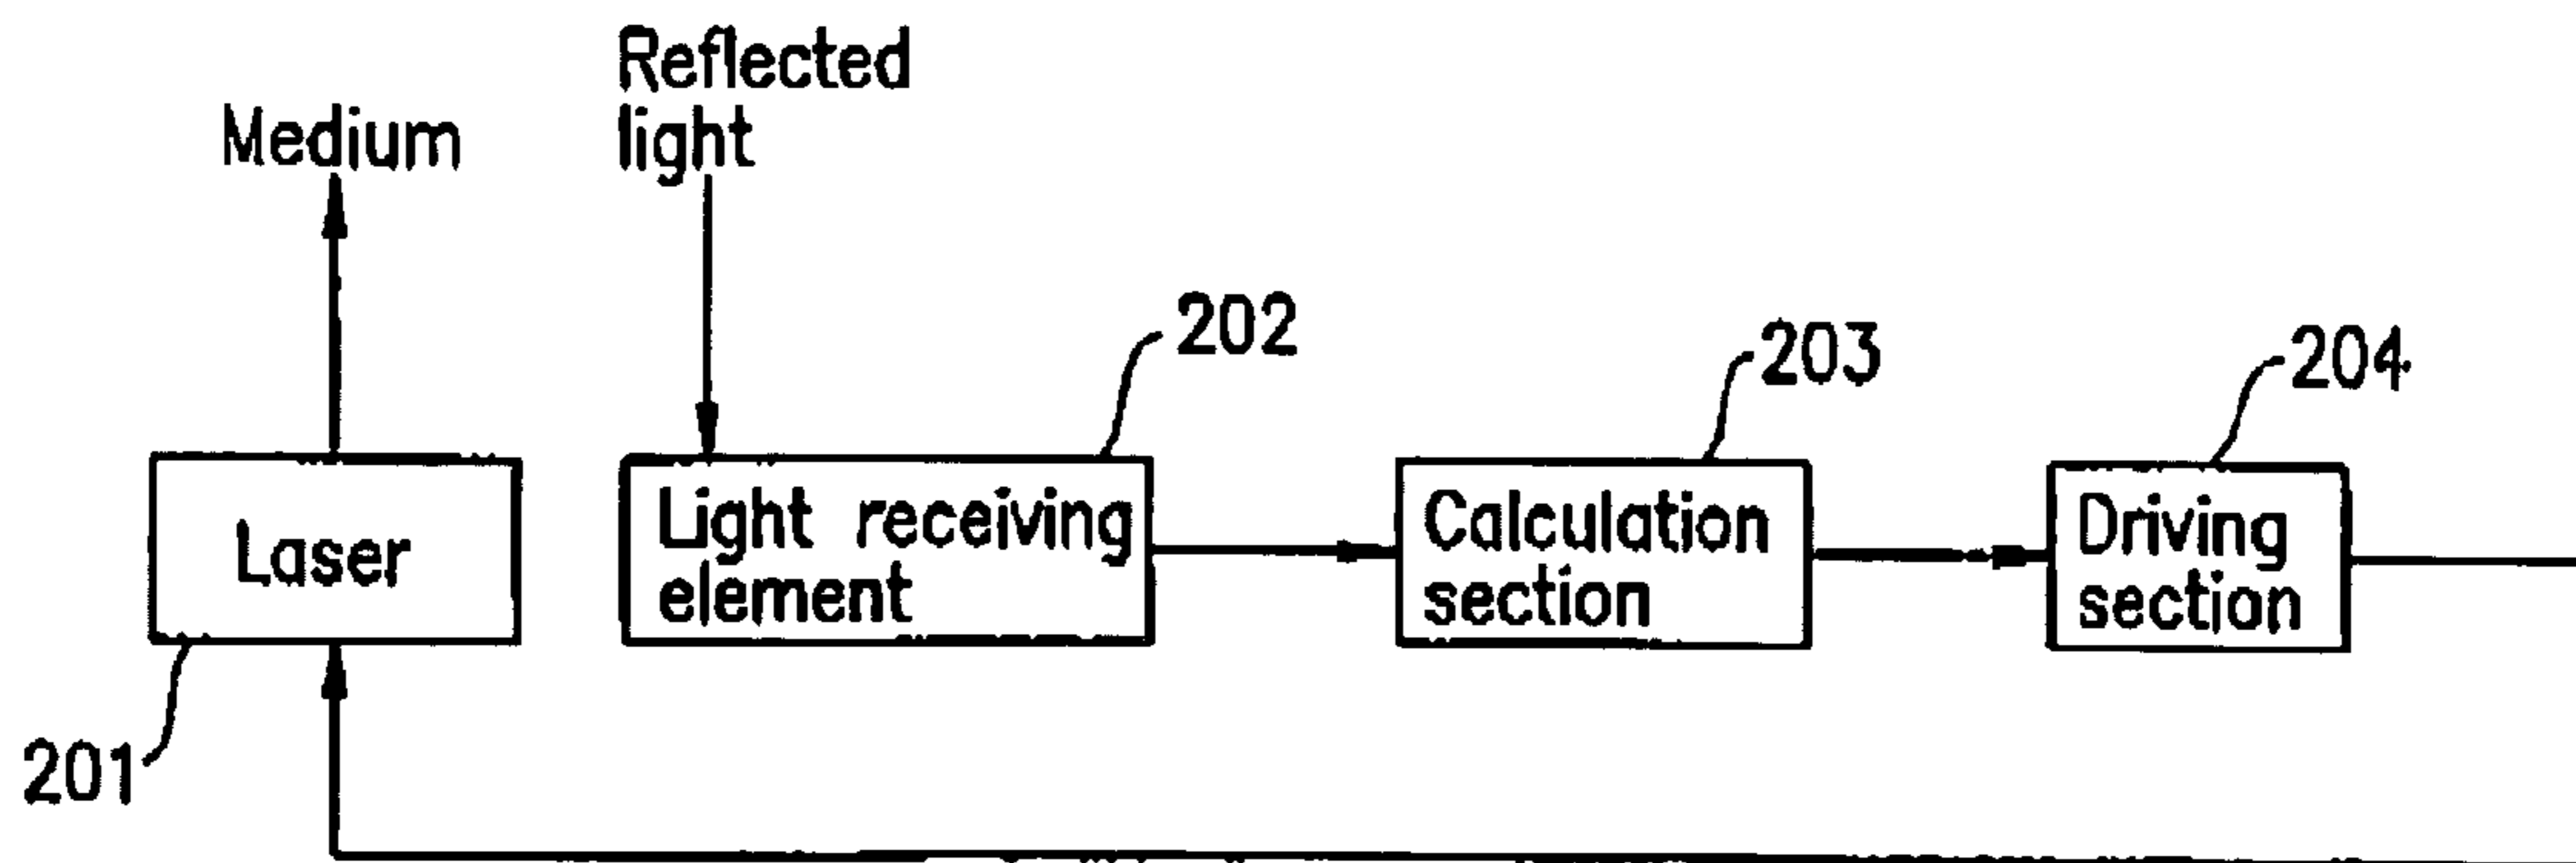 Reflected
light
Medium
202
203
204
Laser
Light receiving
element
Calculation
section
Driving
section
201